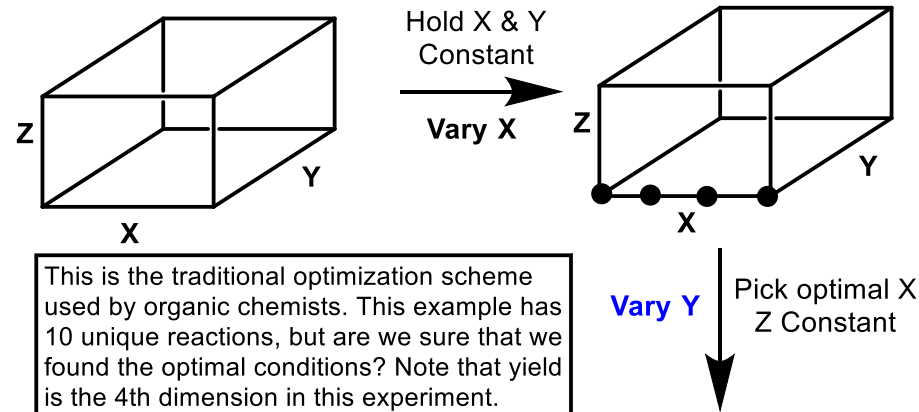 Hold X & Y
Constant
Vary X
Z
Y
X
Z
Y
X
This is the traditional optimization scheme
used by organic chemists. This example has
10 unique reactions, but are we sure that we
found the optimal conditions? Note that yield
is the 4th dimension in this experiment.
Vary Y
Pick optimal X
Z Constant